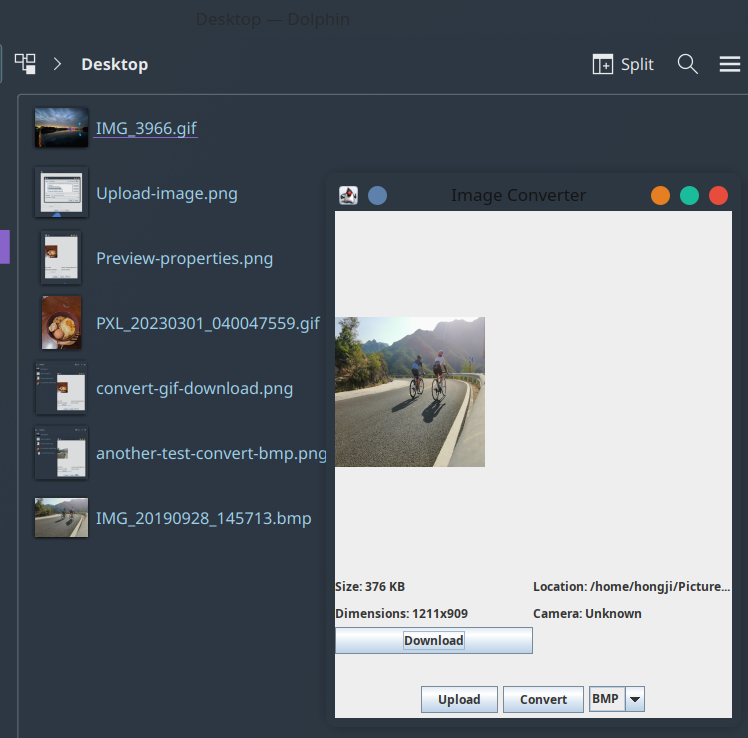 Desktop — Dolphin
Desktop
Split
IMG_3966.gif
Upload-image.png
Preview-properties.png
PXL_20230301_040047559.gif
convert-gif-download.png
another-test-convert-bmp.png
IMG_20190928_145713.bmp
Image Converter
Size: 376 KB
Location: /home/hongji/Picture...
Dimensions: 1211x909
Camera: Unknown
Download
Upload
Convert
BMP